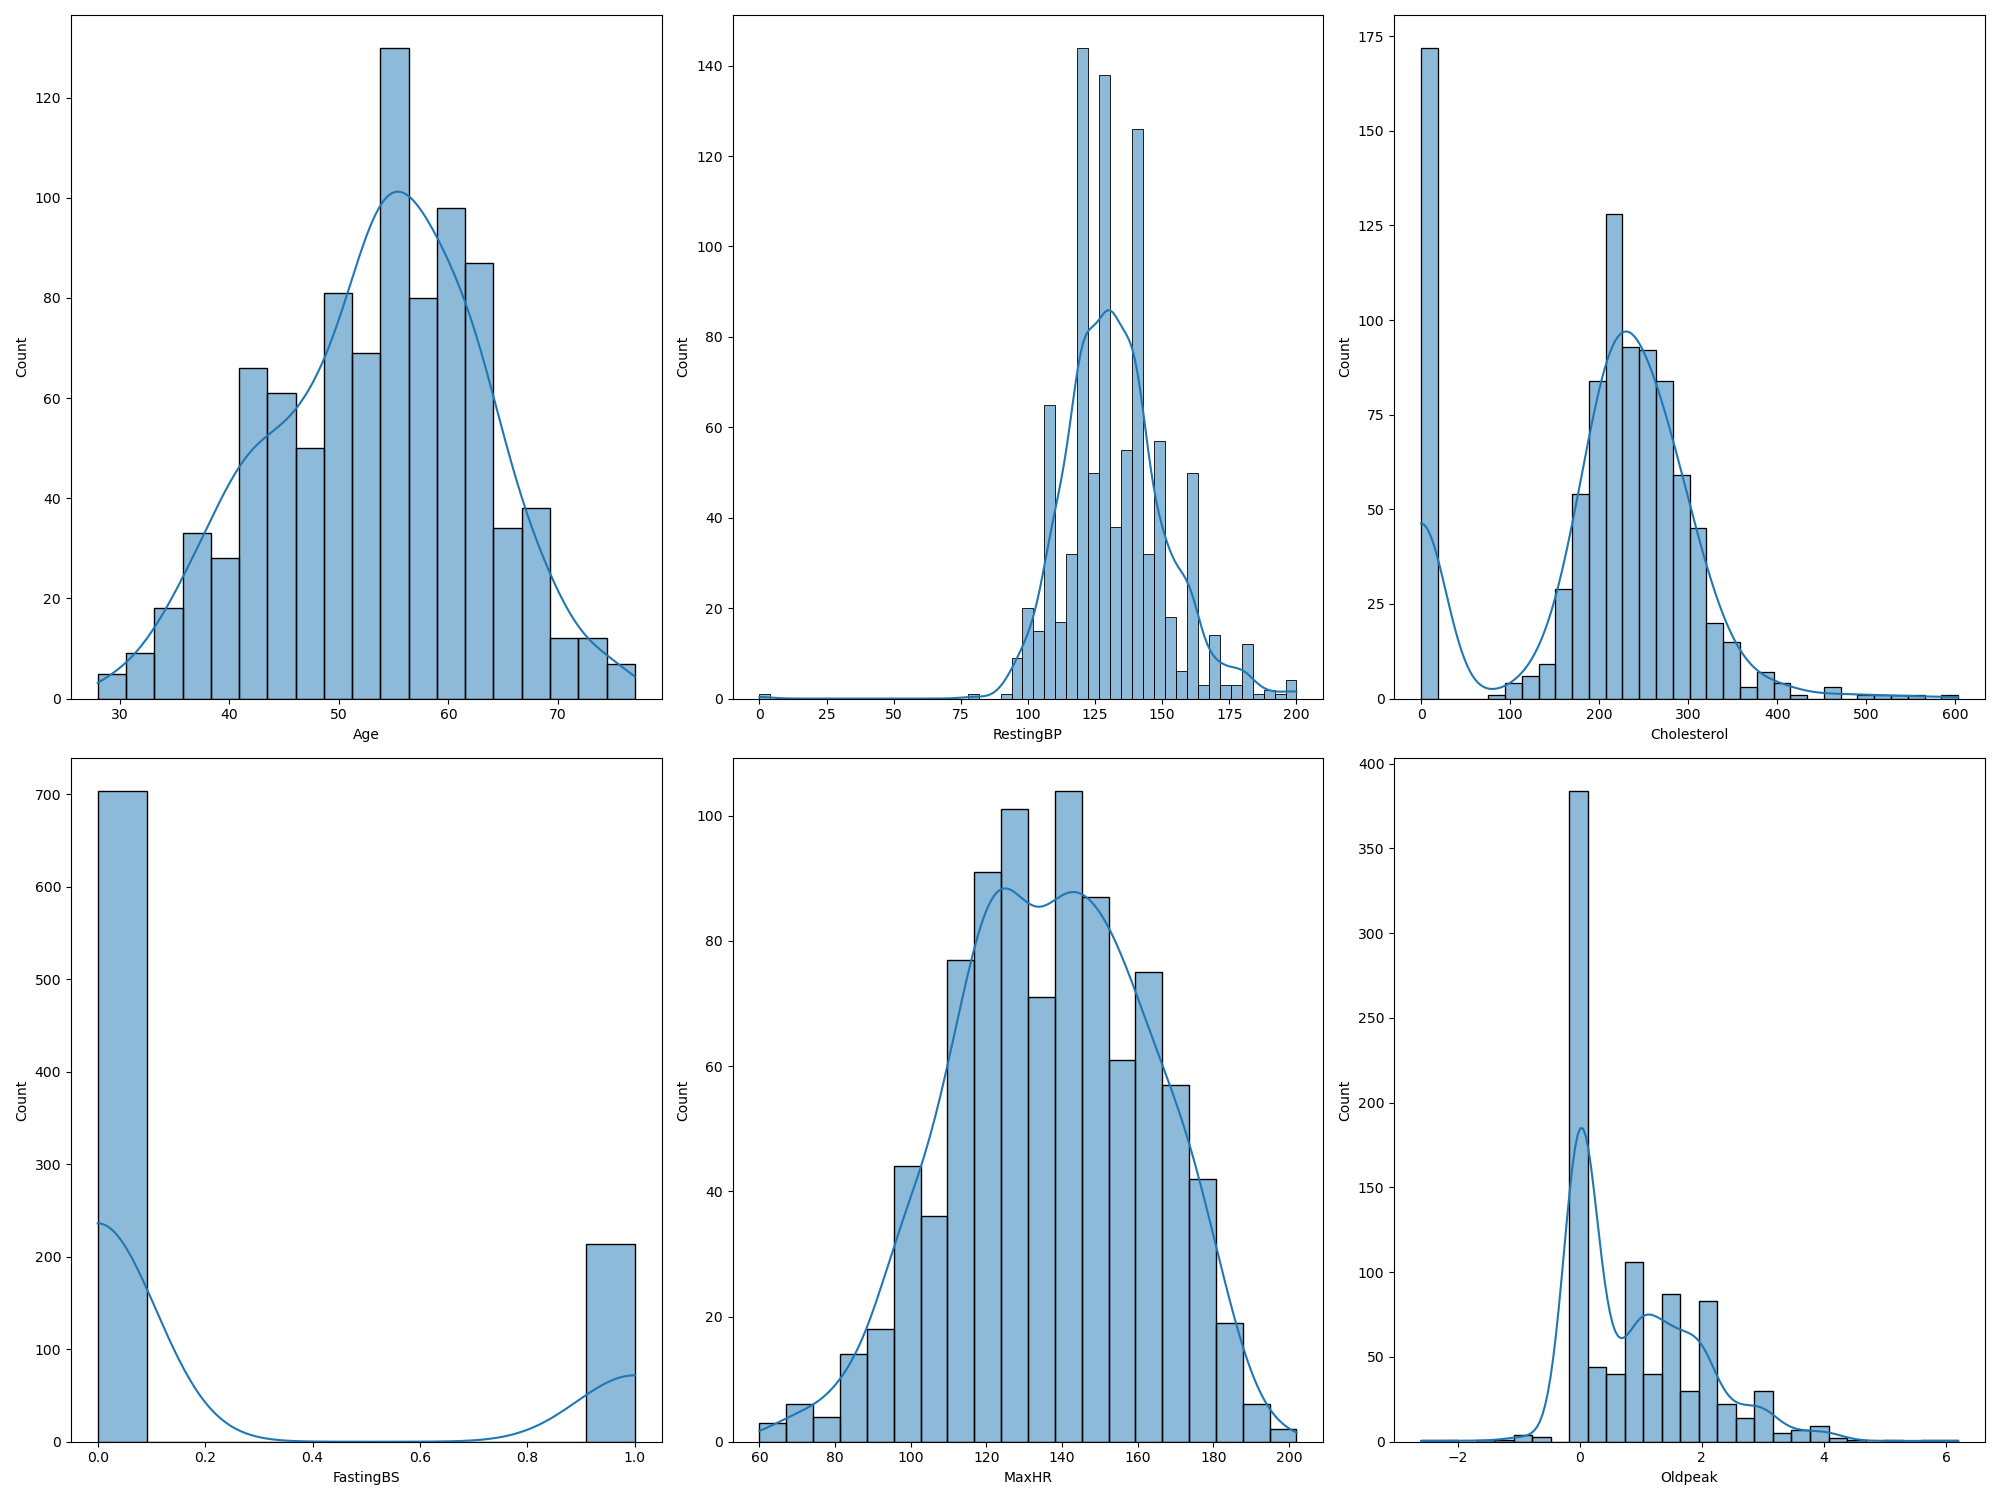 Count
120
100
80
60
40
20
0
30 40 50 60 70
Age
Count
140
120
100
80
60
40
20
0
0 25 50 75 100 125 150 175 200
RestingBP
Count
175
150
125
100
75
50
25
0
0 100 200 300 400 500 600
Cholesterol
Count
700
600
500
400
300
200
100
0
0.0 0.2 0.4 0.6 0.8 1.0
FastingBS
Count
100
80
60
40
20
0
60 80 100 120 140 160 180 200
MaxHR
Count
400
350
300
250
200
150
100
50
0
−2 0 2 4 6
Oldpeak